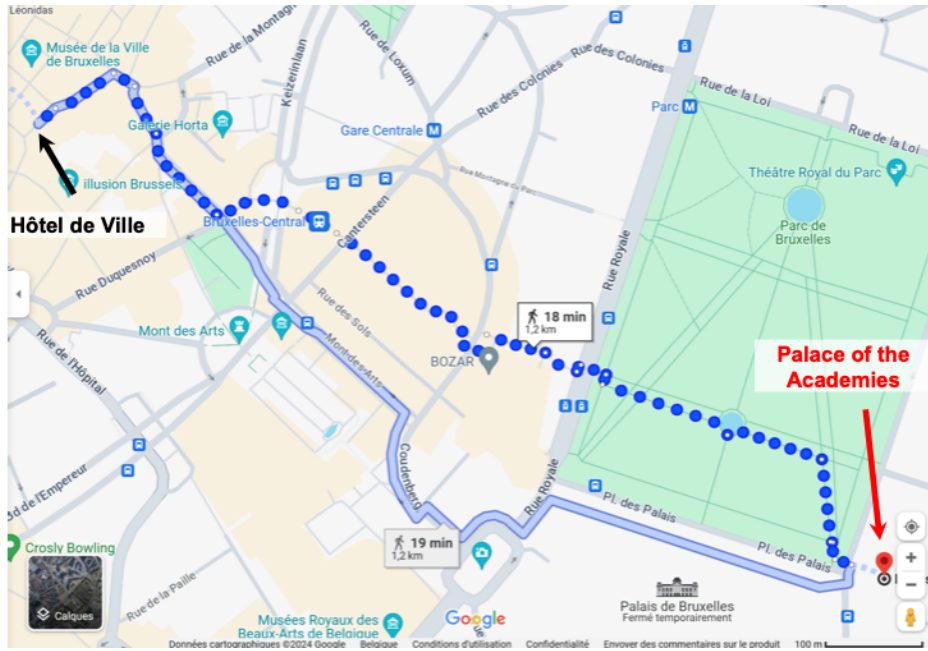 Léonidas
Musée de la Ville
de Bruxelles
Rue de la Montagn
Rue de Loxum
Keizerinlaan
Rue des Colonies
Rue des Colonies
Rue de la Loi
Rue de la Loi
Parc
Gare Centrale
Galerie Horta
Rue Montagne du Parc
Théâtre Royal du Parc
illusion Brussels
Hôtel de Ville
Bruxelles-Central
Cantersteen
Parc de
Bruxelles
Rue Royale
Rue Duquesnoy
Rue des Sols
Mont des Arts
Mont-des-Arts
18 min
1,2 km
BOZAR
Palace of the
Academies
Rue de l'Hôpital
Coudenberg
Rue Royale
Pl. des Palais
Pl. des Palais
d de l'Empereur
19 min
1,2 km
Crosly Bowling
Rue de la Paille
Calques
Palais de Bruxelles
Fermé temporairement
Musées Royaux des
Beaux-Arts de Belgique
Google
Données cartographiques ©2024 Google Belgique Conditions d'utilisation Confidentialité Envoyer des commentaires sur le produit 100 m